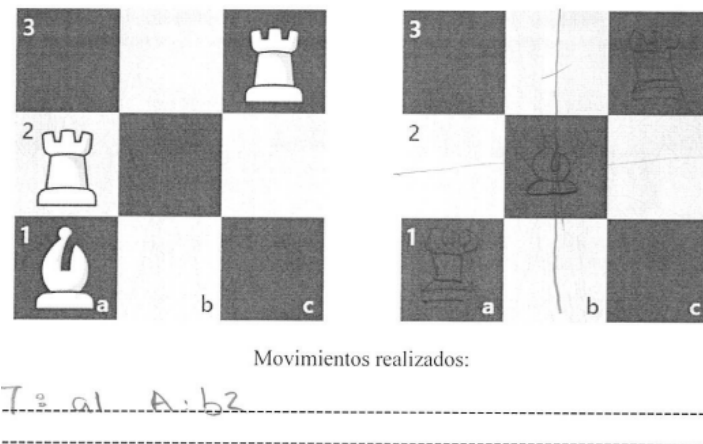 3 3
2 2
1 a b c 1 a b c
Movimientos realizados:
T: a1 A: b2